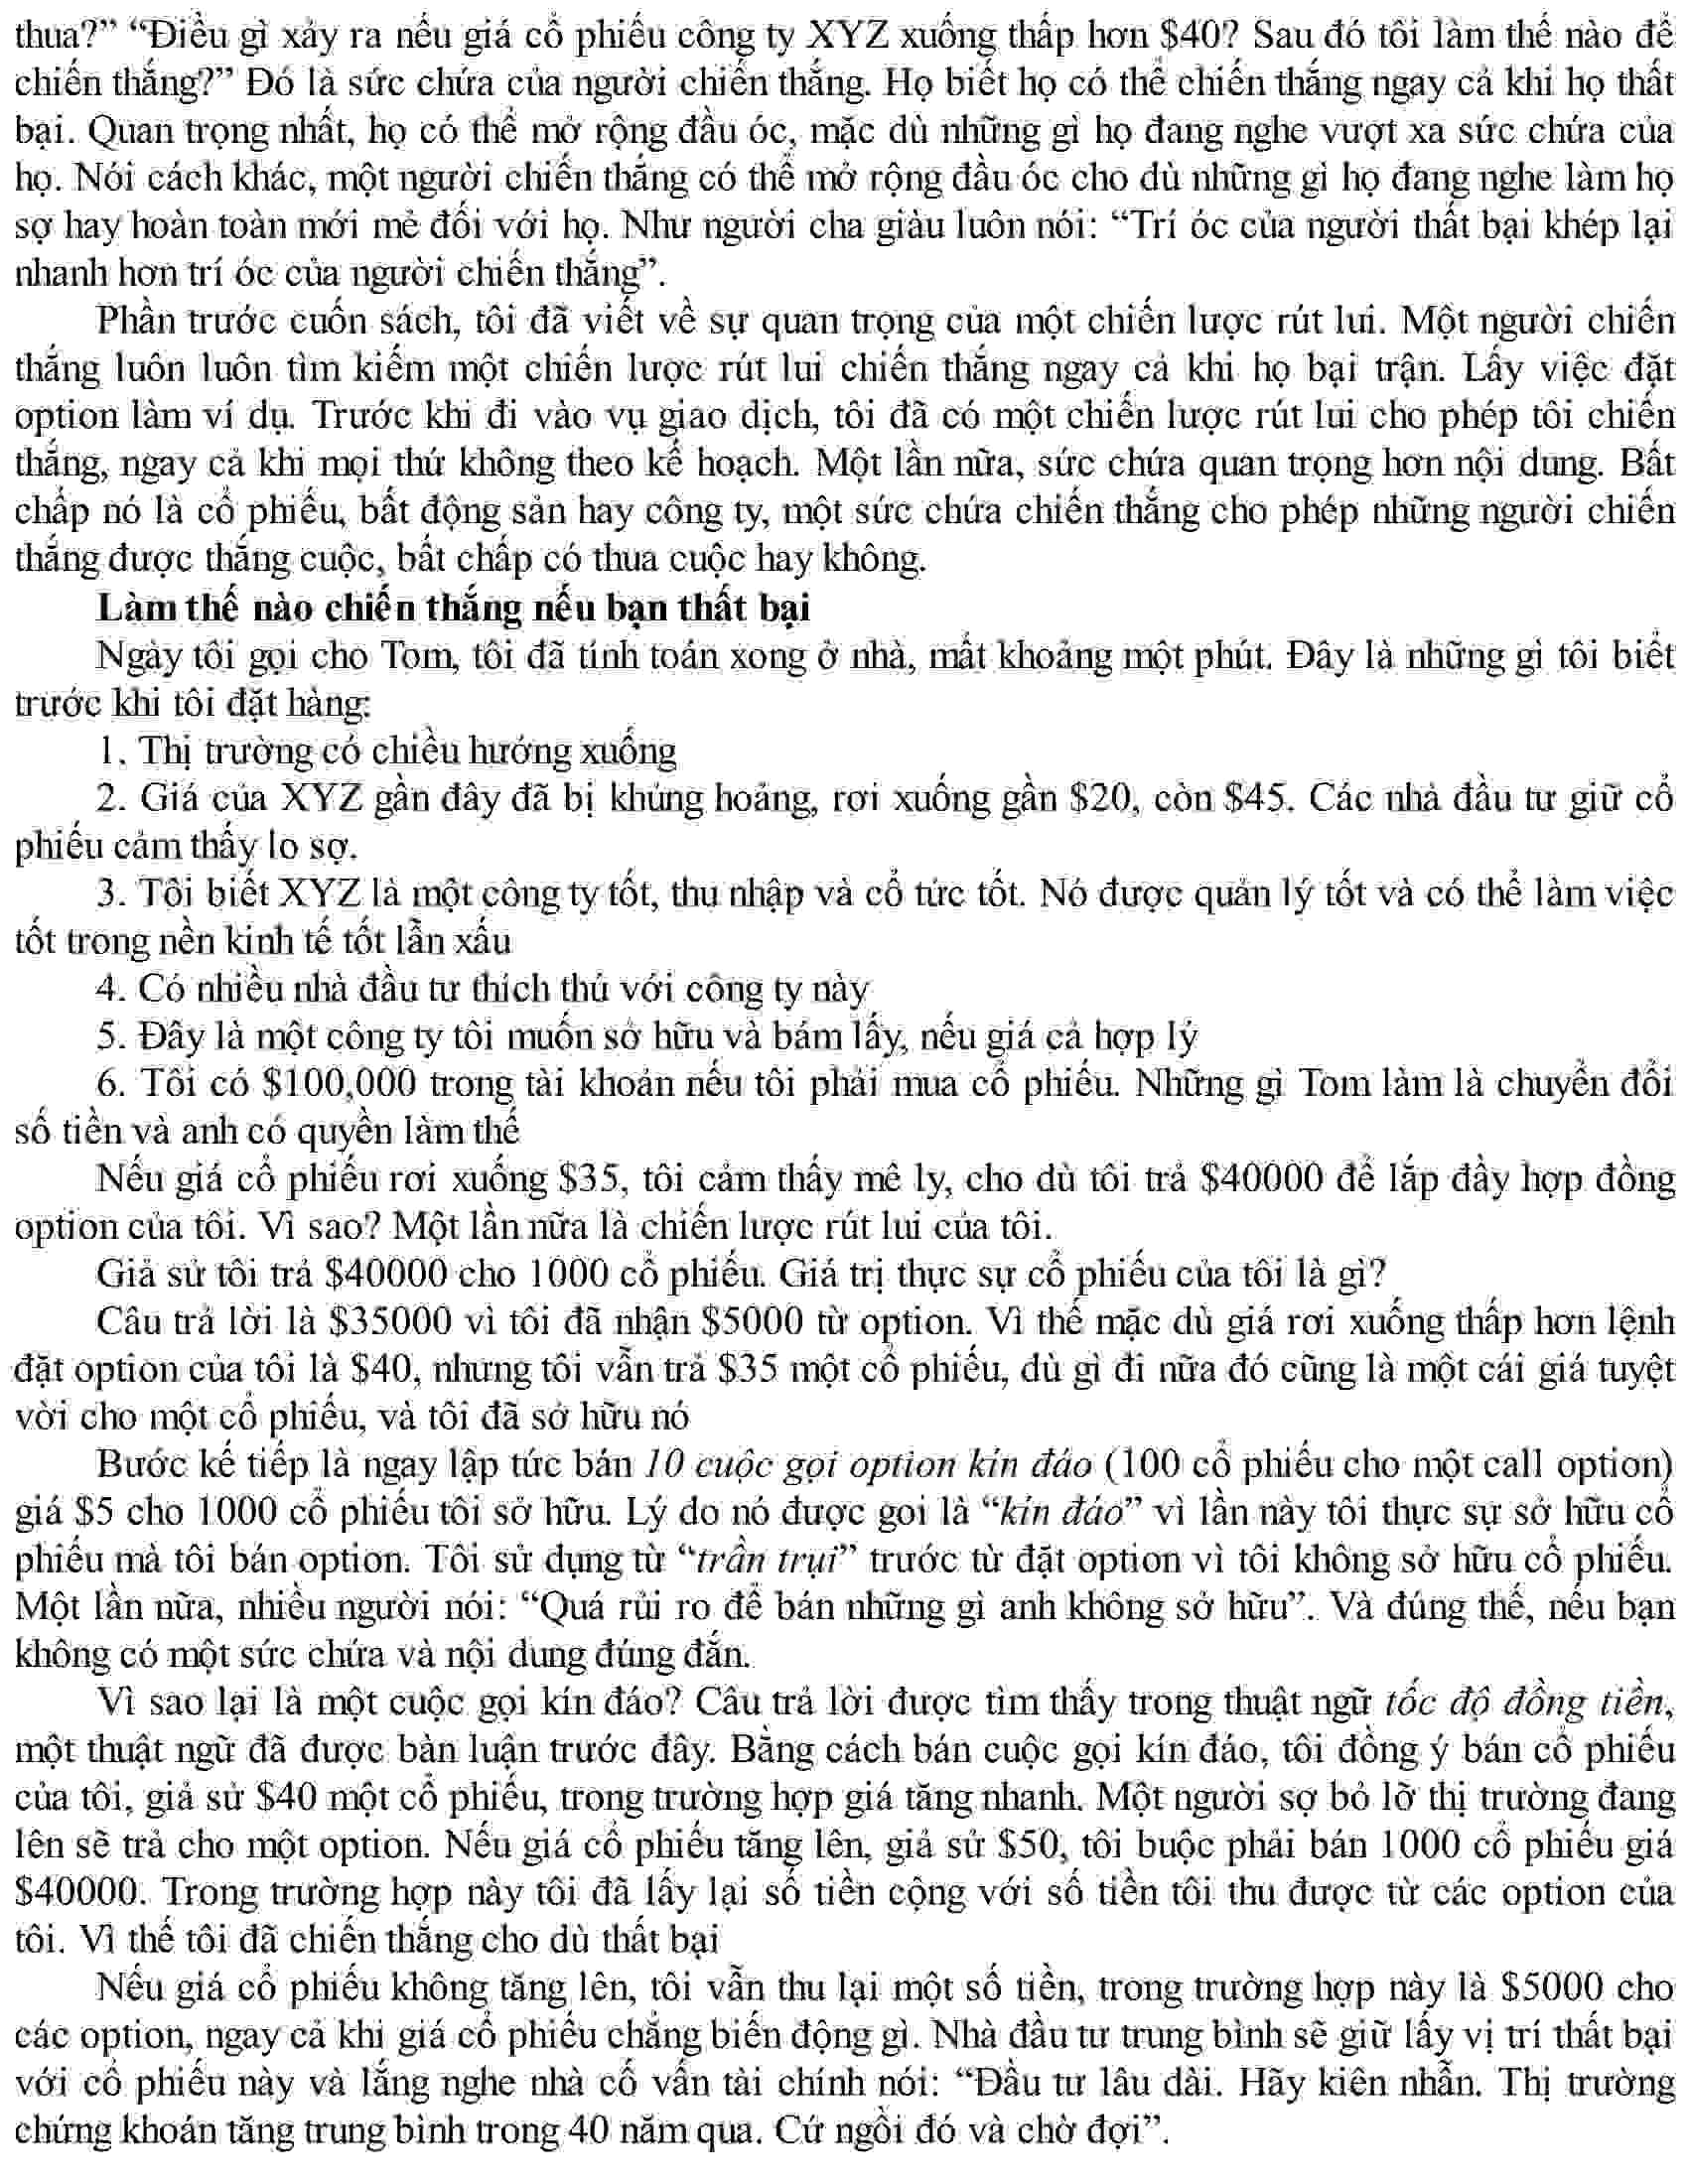 thua?” “Điều gì xảy ra nếu giá cổ phiếu công ty XYZ xuống thấp hơn $40? Sau đó tôi làm thế nào để
chiến thắng?” Đó là sức chứa của người chiến thắng. Họ biết họ có thể chiến thắng ngay cả khi họ thất
bại. Quan trọng nhất, họ có thể mở rộng đầu óc, mặc dù những gì họ đang nghe vượt xa sức chứa của
họ. Nói cách khác, một người chiến thắng có thể mở rộng đầu óc cho dù những gì họ đang nghe làm họ
sợ hay hoàn toàn mới mẻ đối với họ. Như người cha giàu luôn nói: “Trí óc của người thất bại khép lại
nhanh hơn trí óc của người chiến thắng”.
Phần trước cuốn sách, tôi đã viết về sự quan trọng của một chiến lược rút lui. Một người chiến
thắng luôn luôn tìm kiếm một chiến lược rút lui chiến thắng ngay cả khi họ bại trận. Lấy việc đặt
option làm ví dụ. Trước khi đi vào vụ giao dịch, tôi đã có một chiến lược rút lui cho phép tôi chiến
thắng, ngay cả khi mọi thứ không theo kế hoạch. Một lần nữa, sức chứa quan trọng hơn nội dung. Bất
chấp nó là cổ phiếu, bất động sản hay công ty, một sức chứa chiến thắng cho phép những người chiến
thắng được thắng cuộc, bất chấp có thua cuộc hay không.
Làm thế nào chiến thắng nếu bạn thất bại
Ngày tôi gọi cho Tom, tôi đã tính toán xong ở nhà, mất khoảng một phút. Đây là những gì tôi biết
trước khi tôi đặt hàng:
1. Thị trường có chiều hướng xuống
2. Giá của XYZ gần đây đã bị khủng hoảng, rơi xuống gần $20, còn $45. Các nhà đầu tư giữ cổ
phiếu cảm thấy lo sợ.
3. Tôi biết XYZ là một công ty tốt, thu nhập và cổ tức tốt. Nó được quản lý tốt và có thể làm việc
tốt trong nền kinh tế tốt lẫn xấu
4. Có nhiều nhà đầu tư thích thú với công ty này
5. Đây là một công ty tôi muốn sở hữu và bám lấy, nếu giá cả hợp lý
6. Tôi có $100,000 trong tài khoản nếu tôi phải mua cổ phiếu. Những gì Tom làm là chuyển đổi
số tiền và anh có quyền làm thế
Nếu giá cổ phiếu rơi xuống $35, tôi cảm thấy mê ly, cho dù tôi trả $40000 để lắp đầy hợp đồng
option của tôi. Vì sao? Một lần nữa là chiến lược rút lui của tôi.
Giả sử tôi trả $40000 cho 1000 cổ phiếu. Giá trị thực sự cổ phiếu của tôi là gì?
Câu trả lời là $35000 vì tôi đã nhận $5000 từ option. Vì thế mặc dù giá rơi xuống thấp hơn lệnh
đặt option của tôi là $40, nhưng tôi vẫn trả $35 một cổ phiếu, dù gì đi nữa đó cũng là một cái giá tuyệt
vời cho một cổ phiếu, và tôi đã sở hữu nó
Bước kế tiếp là ngay lập tức bán 10 cuộc gọi option kín đáo (100 cổ phiếu cho một call option)
giá $5 cho 1000 cổ phiếu tôi sở hữu. Lý do nó được goi là “kín đáo” vì lần này tôi thực sự sở hữu cổ
phiếu mà tôi bán option. Tôi sử dụng từ “trần trụi” trước từ đặt option vì tôi không sở hữu cổ phiếu.
Một lần nữa, nhiều người nói: “Quá rủi ro để bán những gì anh không sở hữu”. Và đúng thế, nếu bạn
không có một sức chứa và nội dung đúng đắn.
Vì sao lại là một cuộc gọi kín đáo? Câu trả lời được tìm thấy trong thuật ngữ tốc độ đồng tiền,
một thuật ngữ đã được bàn luận trước đây. Bằng cách bán cuộc gọi kín đáo, tôi đồng ý bán cổ phiếu
của tôi, giả sử $40 một cổ phiếu, trong trường hợp giá tăng nhanh. Một người sợ bỏ lỡ thị trường đang
lên sẽ trả cho một option. Nếu giá cổ phiếu tăng lên, giả sử $50, tôi buộc phải bán 1000 cổ phiếu giá
$40000. Trong trường hợp này tôi đã lấy lại số tiền cộng với số tiền tôi thu được từ các option của
tôi. Vì thế tôi đã chiến thắng cho dù thất bại
Nếu giá cổ phiếu không tăng lên, tôi vẫn thu lại một số tiền, trong trường hợp này là $5000 cho
các option, ngay cả khi giá cổ phiếu chẳng biến động gì. Nhà đầu tư trung bình sẽ giữ lấy vị trí thất bại
với cổ phiếu này và lắng nghe nhà cố vấn tài chính nói: “Đầu tư lâu dài. Hãy kiên nhẫn. Thị trường
chứng khoán tăng trung bình trong 40 năm qua. Cứ ngồi đó và chờ đợi”.